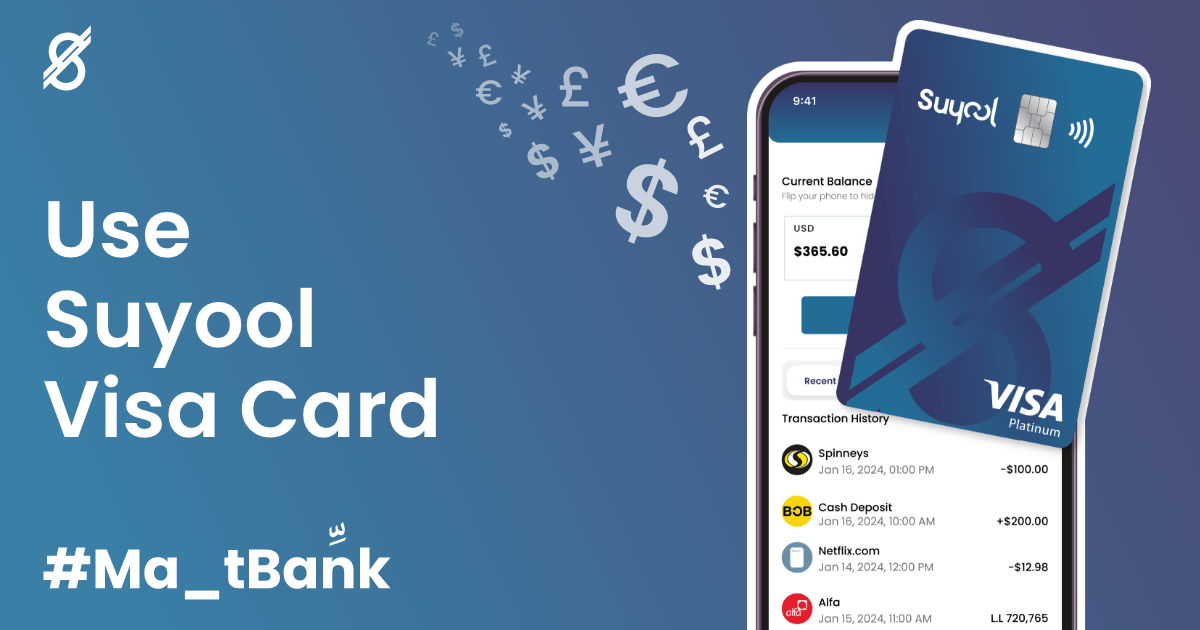 Use
Suyool
Visa Card
#Ma_tBank
9:41
Current Balance
Flip your phone to hid
USD
$365.60
Recent
Transaction History
Spinneys
Jan 16, 2024, 01:00 PM
-$100.00
BOB
Cash Deposit
Jan 16, 2024, 10:00 AM
+$200.00
Netflix.com
Jan 14, 2024, 12:00 PM
-$12.98
alfa
Alfa
Jan 15, 2024, 11:00 AM
L.L 720,765
Suyool
VISA
Platinum